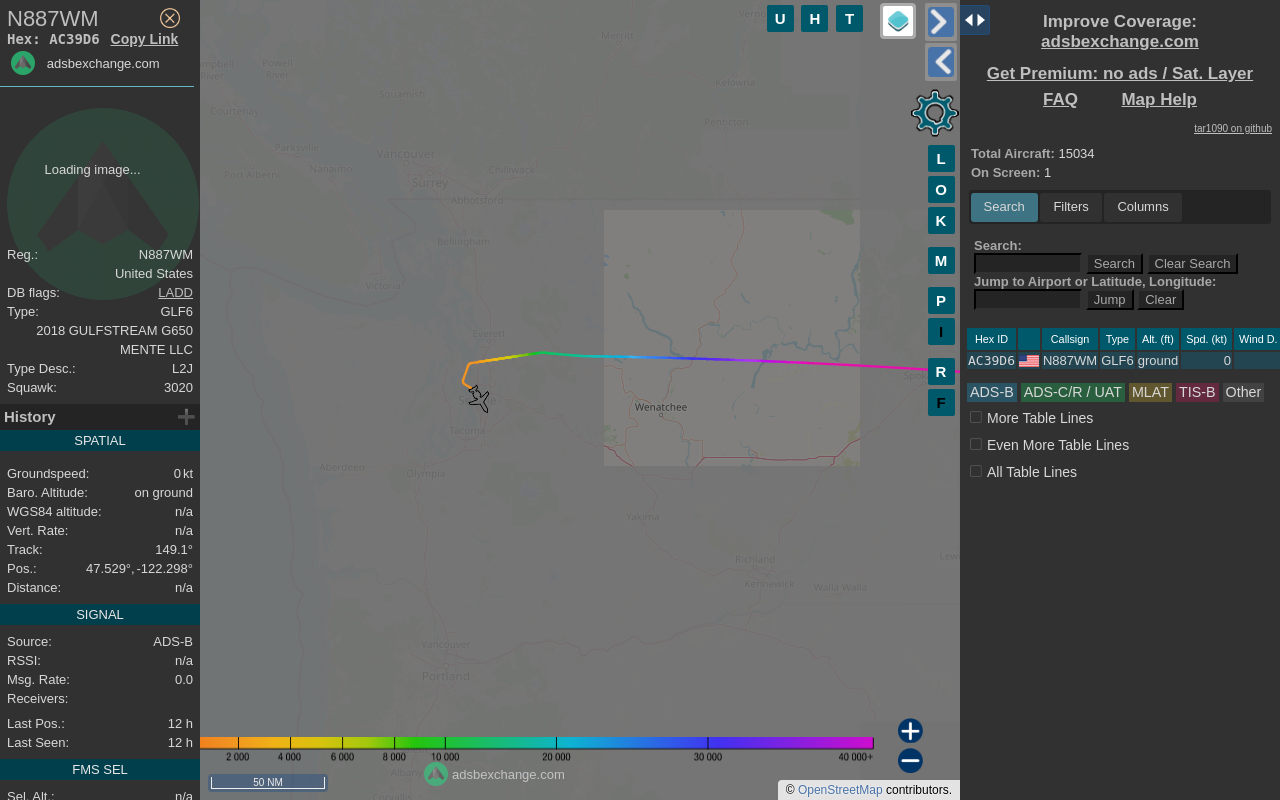 N887WM
Hex: AC39D6 Copy Link
adsbexchange.com
Loading image...
Reg.: N887WM
United States
DB flags: LADD
Type: GLF6
2018 GULFSTREAM G650
MENTE LLC
Type Desc.: L2J
Squawk: 3020
History
SPATIAL
Groundspeed: 0 kt
Baro. Altitude: on ground
WGS84 altitude: n/a
Vert. Rate: n/a
Track: 149.1°
Pos.: 47.529°, -122.298°
Distance: n/a
SIGNAL
Source: ADS-B
RSSI: n/a
Msg. Rate: 0.0
Receivers:
Last Pos.: 12 h
Last Seen: 12 h
FMS SEL
Sel. Alt.: n/a
U H T
L
O
K
M
P
I
R
F
Merritt
Powell
River
Squamish
Courtenay
Kelowna
Penticton
Parksville
Vancouver
Port Alberni
Nanaimo
Chilliwack
Surrey
Abbotsford
Bellingham
Victoria
Everett
Wenatchee
Tacoma
Aberdeen
Olympia
Yakima
Richland
Kennewick
Walla Walla
Vancouver
Portland
2 000 4 000 6 000 8 000 10 000 20 000 30 000 40 000+
50 NM
adsbexchange.com
© OpenStreetMap contributors.
Improve Coverage:
adsbexchange.com
Get Premium: no ads / Sat. Layer
FAQ Map Help
tar1090 on github
Total Aircraft: 15034
On Screen: 1
Search Filters Columns
Search:
Search Clear Search
Jump to Airport or Latitude, Longitude:
Jump Clear
Hex ID Callsign Type Alt. (ft) Spd. (kt) Wind D.
AC39D6 N887WM GLF6 ground 0
ADS-B ADS-C/R / UAT MLAT TIS-B Other
More Table Lines
Even More Table Lines
All Table Lines